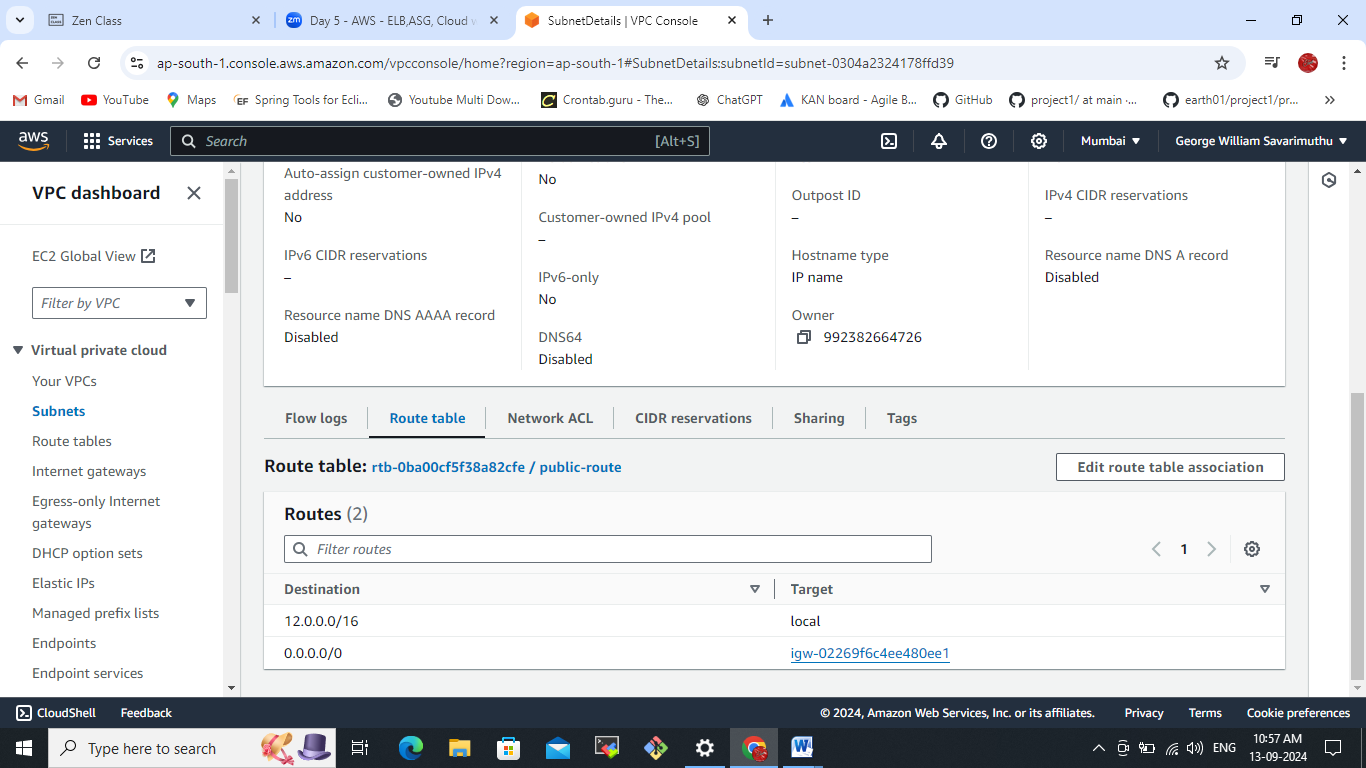 Zen Class
zm
Day 5 - AWS - ELB,ASG, Cloud w
SubnetDetails | VPC Console
ap-south-1.console.aws.amazon.com/vpcconsole/home?region=ap-south-1#SubnetDetails:subnetId=subnet-0304a2324178ffd39
Gmail
YouTube
Maps
EF
Spring Tools for Ecli...
Youtube Multi Dow...
Crontab.guru - The...
ChatGPT
KAN board - Agile B...
GitHub
project1/ at main ·...
earth01/project1/pr...
aws
Services
Search
[Alt+S]
Mumbai
George William Savarimuthu
VPC dashboard
EC2 Global View
Filter by VPC
Virtual private cloud
Your VPCs
Subnets
Route tables
Internet gateways
Egress-only Internet
gateways
DHCP option sets
Elastic IPs
Managed prefix lists
Endpoints
Endpoint services
Auto-assign customer-owned IPv4
address
No
IPv6 CIDR reservations
–
Resource name DNS AAAA record
Disabled
No
Customer-owned IPv4 pool
–
IPv6-only
No
DNS64
Disabled
Outpost ID
–
Hostname type
IP name
Owner
992382664726
IPv4 CIDR reservations
–
Resource name DNS A record
Disabled
Flow logs
Route table
Network ACL
CIDR reservations
Sharing
Tags
Route table: rtb-0ba00cf5f38a82cfe / public-route
Edit route table association
Routes (2)
Filter routes
1
Destination
Target
12.0.0.0/16
local
0.0.0.0/0
igw-02269f6c4ee480ee1
CloudShell
Feedback
© 2024, Amazon Web Services, Inc. or its affiliates.
Privacy
Terms
Cookie preferences
Type here to search
ENG
10:57 AM
13-09-2024